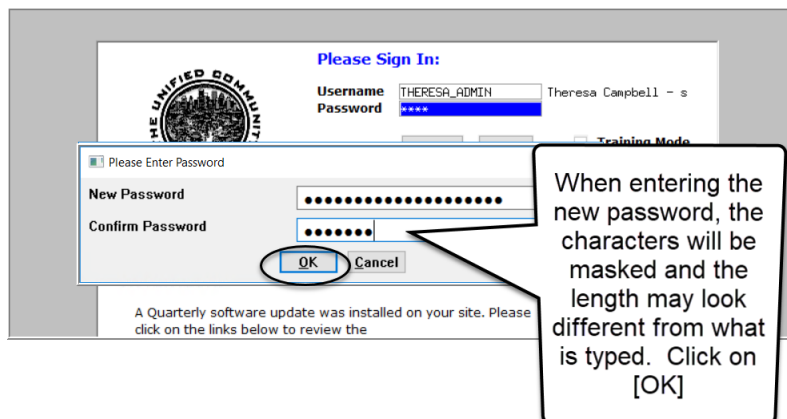 Please Sign In:
THE UNIFIED COMMUNIT
Username THERESA_ADMIN Theresa Campbell - s
Password ****
Training Mode
Please Enter Password
New Password ●●●●●●●●●●●●●●●●●●●●
Confirm Password ●●●●●●●
OK Cancel
A Quarterly software update was installed on your site. Please
click on the links below to review the
When entering the
new password, the
characters will be
masked and the
length may look
different from what
is typed. Click on
[OK]